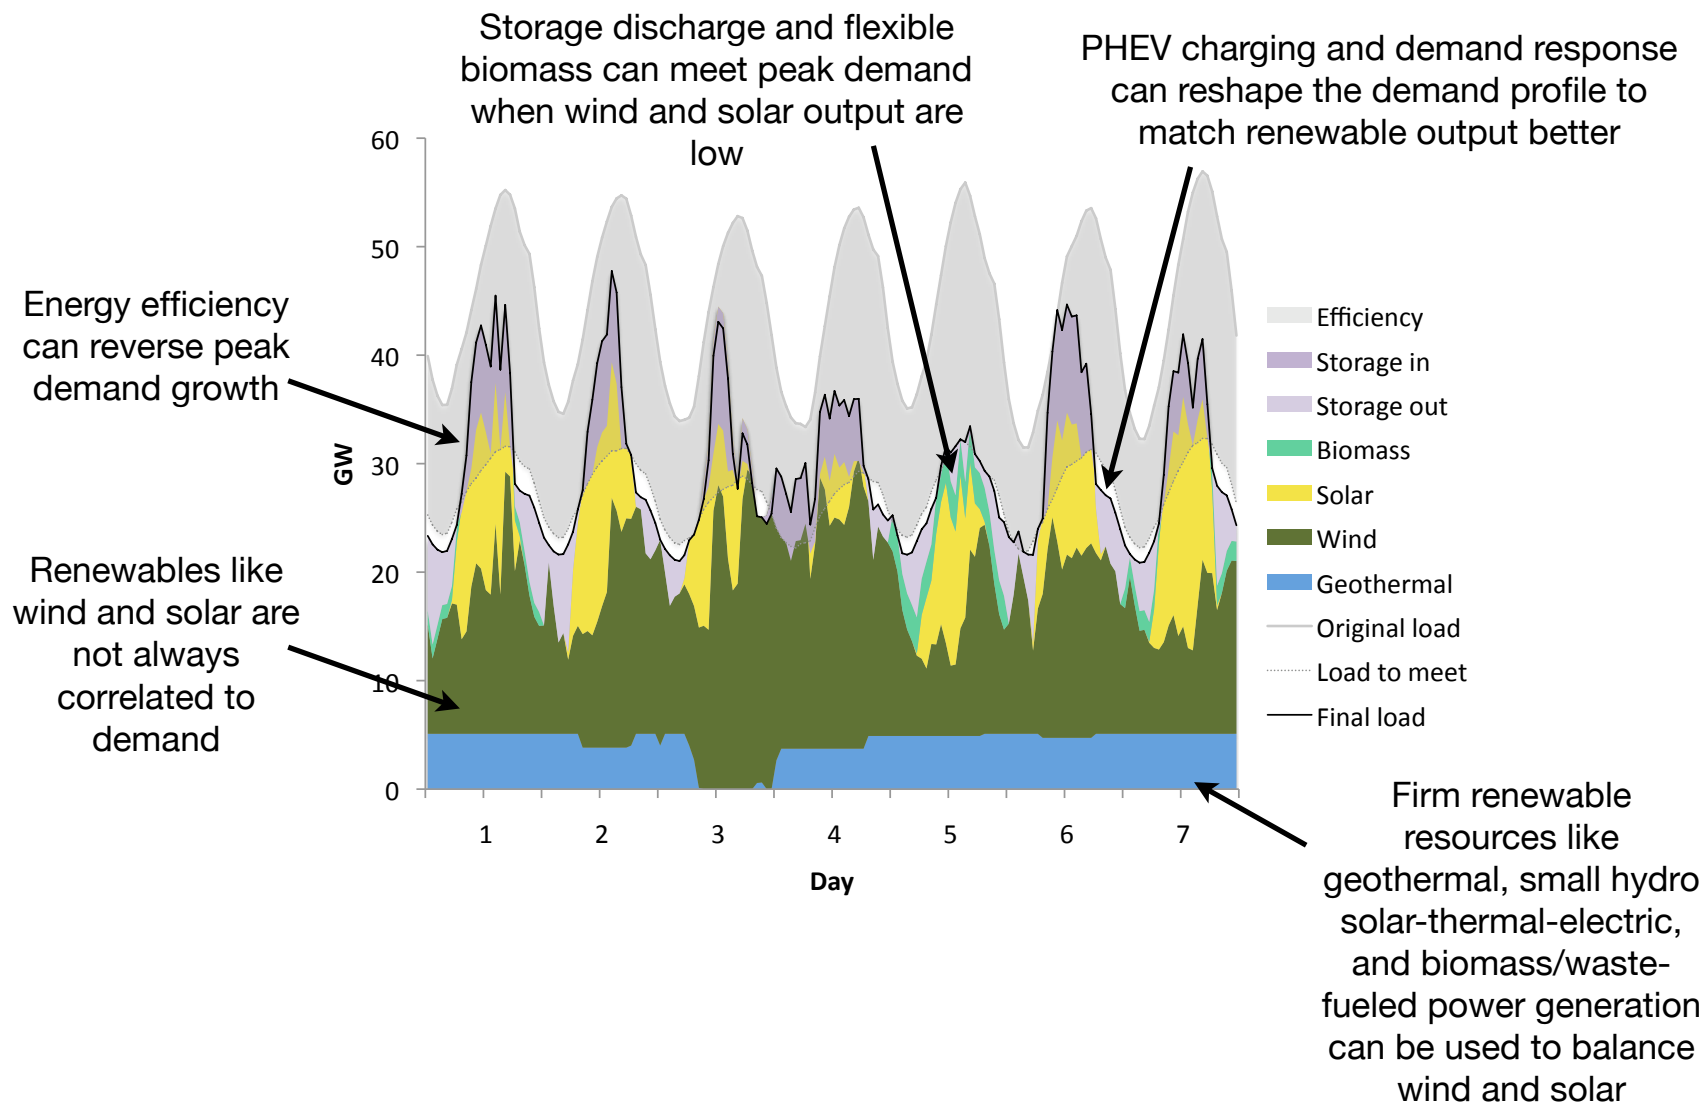 Storage discharge and flexible
biomass can meet peak demand
when wind and solar output are
low
PHEV charging and demand response
can reshape the demand profile to
match renewable output better
Energy efficiency
can reverse peak
demand growth
Renewables like
wind and solar are
not always
correlated to
demand
60
50
40
30
20
10
0
GW
1
2
3
4
5
6
7
Day
Efficiency
Storage in
Storage out
Biomass
Solar
Wind
Geothermal
Original load
Load to meet
Final load
Firm renewable
resources like
geothermal, small hydro
solar-thermal-electric,
and biomass/waste-
fueled power generation
can be used to balance
wind and solar